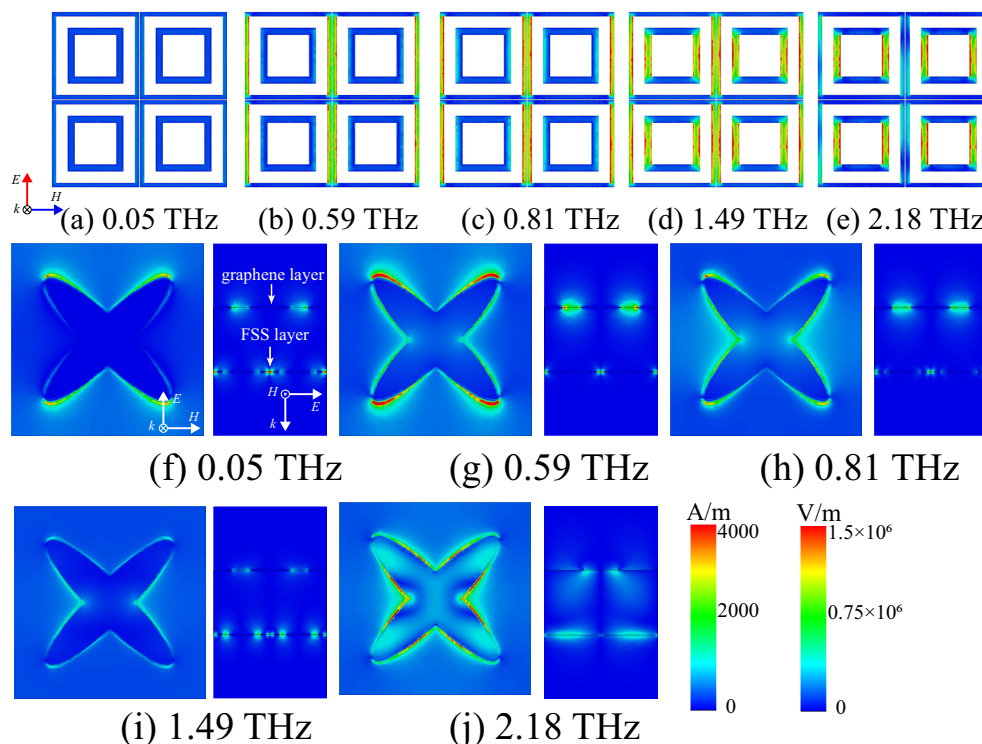 E
k H
(a) 0.05 THz (b) 0.59 THz (c) 0.81 THz (d) 1.49 THz (e) 2.18 THz
graphene layer
FSS layer
E
H
k
H
E
k
(f) 0.05 THz (g) 0.59 THz (h) 0.81 THz
A/m V/m
4000 1.5×10⁶
2000 0.75×10⁶
0 0
(i) 1.49 THz (j) 2.18 THz